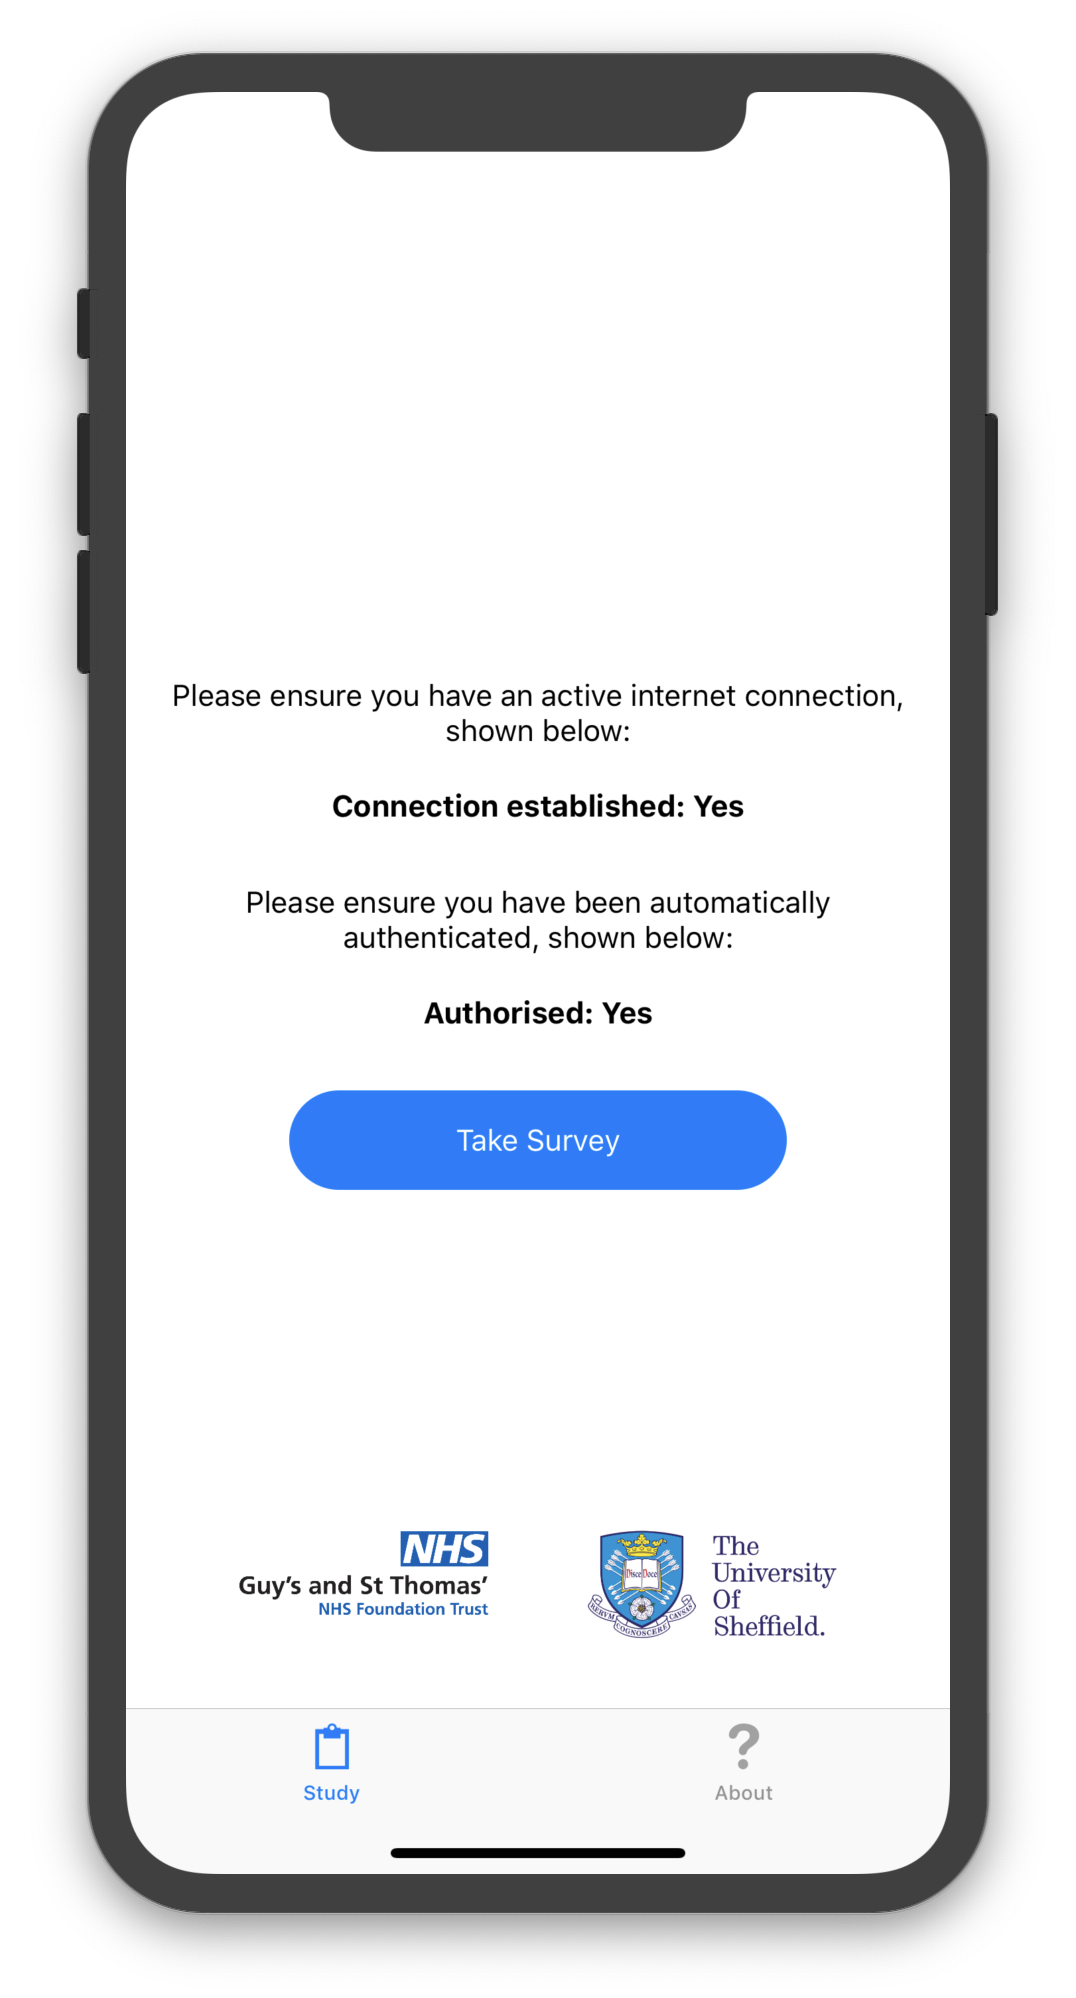 Please ensure you have an active internet connection,
shown below:
Connection established: Yes
Please ensure you have been automatically
authenticated, shown below:
Authorised: Yes
Take Survey
NHS
Guy's and St Thomas'
NHS Foundation Trust
Disce Doce
RERVM COGNOSCERE CAVSAS
The
University
Of
Sheffield.
Study
About